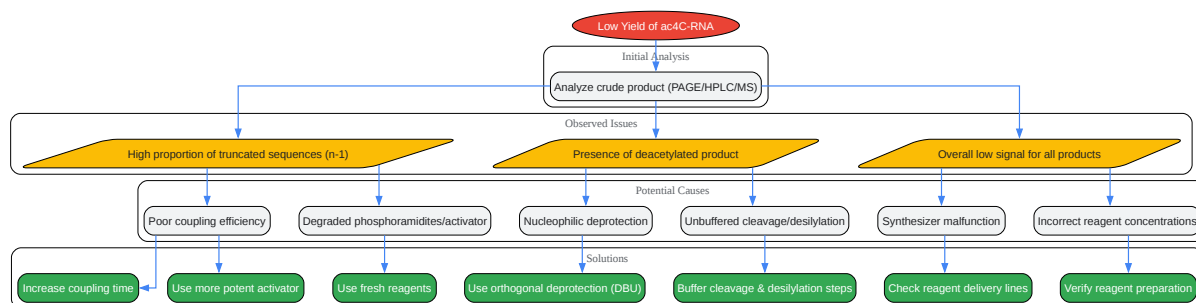 Low Yield of ac4C-RNA
Initial Analysis
Analyze crude product (PAGE/HPLC/MS)
Observed Issues
High proportion of truncated sequences (n-1)
Presence of deacetylated product
Overall low signal for all products
Potential Causes
Poor coupling efficiency
Degraded phosphoramidites/activator
Nucleophilic deprotection
Unbuffered cleavage/desilylation
Synthesizer malfunction
Incorrect reagent concentrations
Solutions
Increase coupling time
Use more potent activator
Use fresh reagents
Use orthogonal deprotection (DBU)
Buffer cleavage & desilylation steps
Check reagent delivery lines
Verify reagent preparation